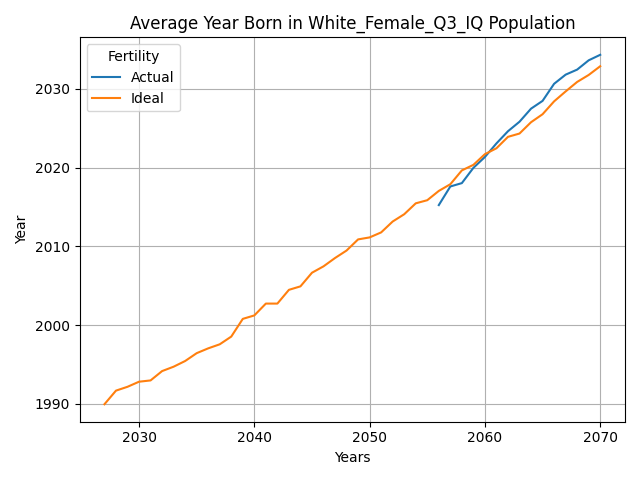 Average Year Born in White_Female_Q3_IQ Population
Fertility
Actual
Ideal
Year
2030
2020
2010
2000
1990
2030 2040 2050 2060 2070
Years